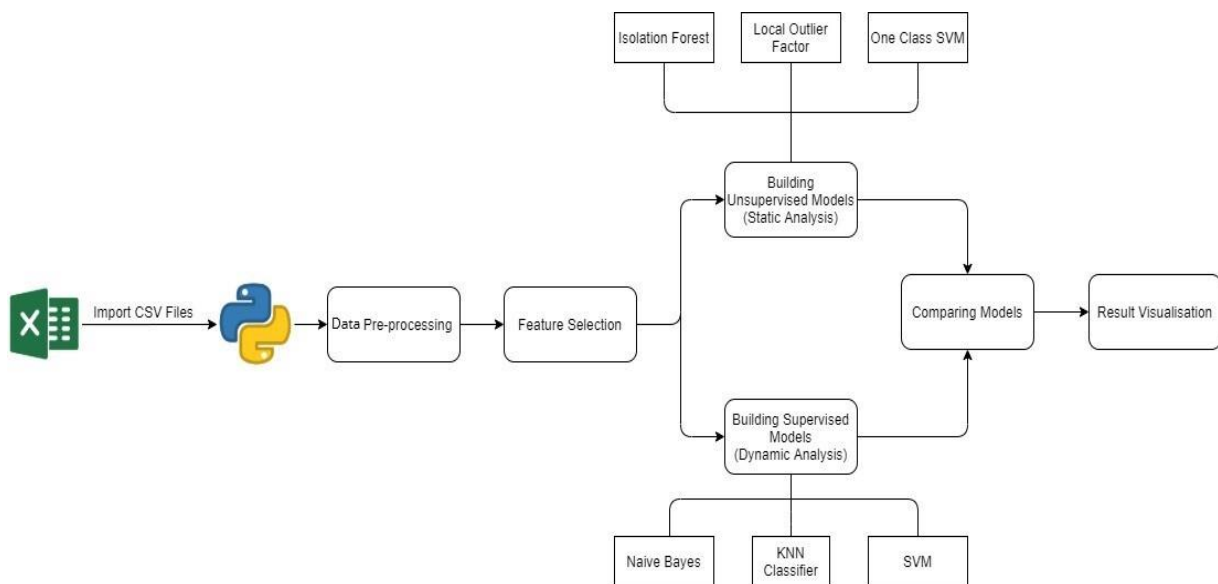 Isolation Forest
Local Outlier
Factor
One Class SVM
Building
Unsupervised Models
(Static Analysis)
X
Import CSV Files
Data Pre-processing
Feature Selection
Comparing Models
Result Visualisation
Building Supervised
Models
(Dynamic Analysis)
Naive Bayes
KNN
Classifier
SVM